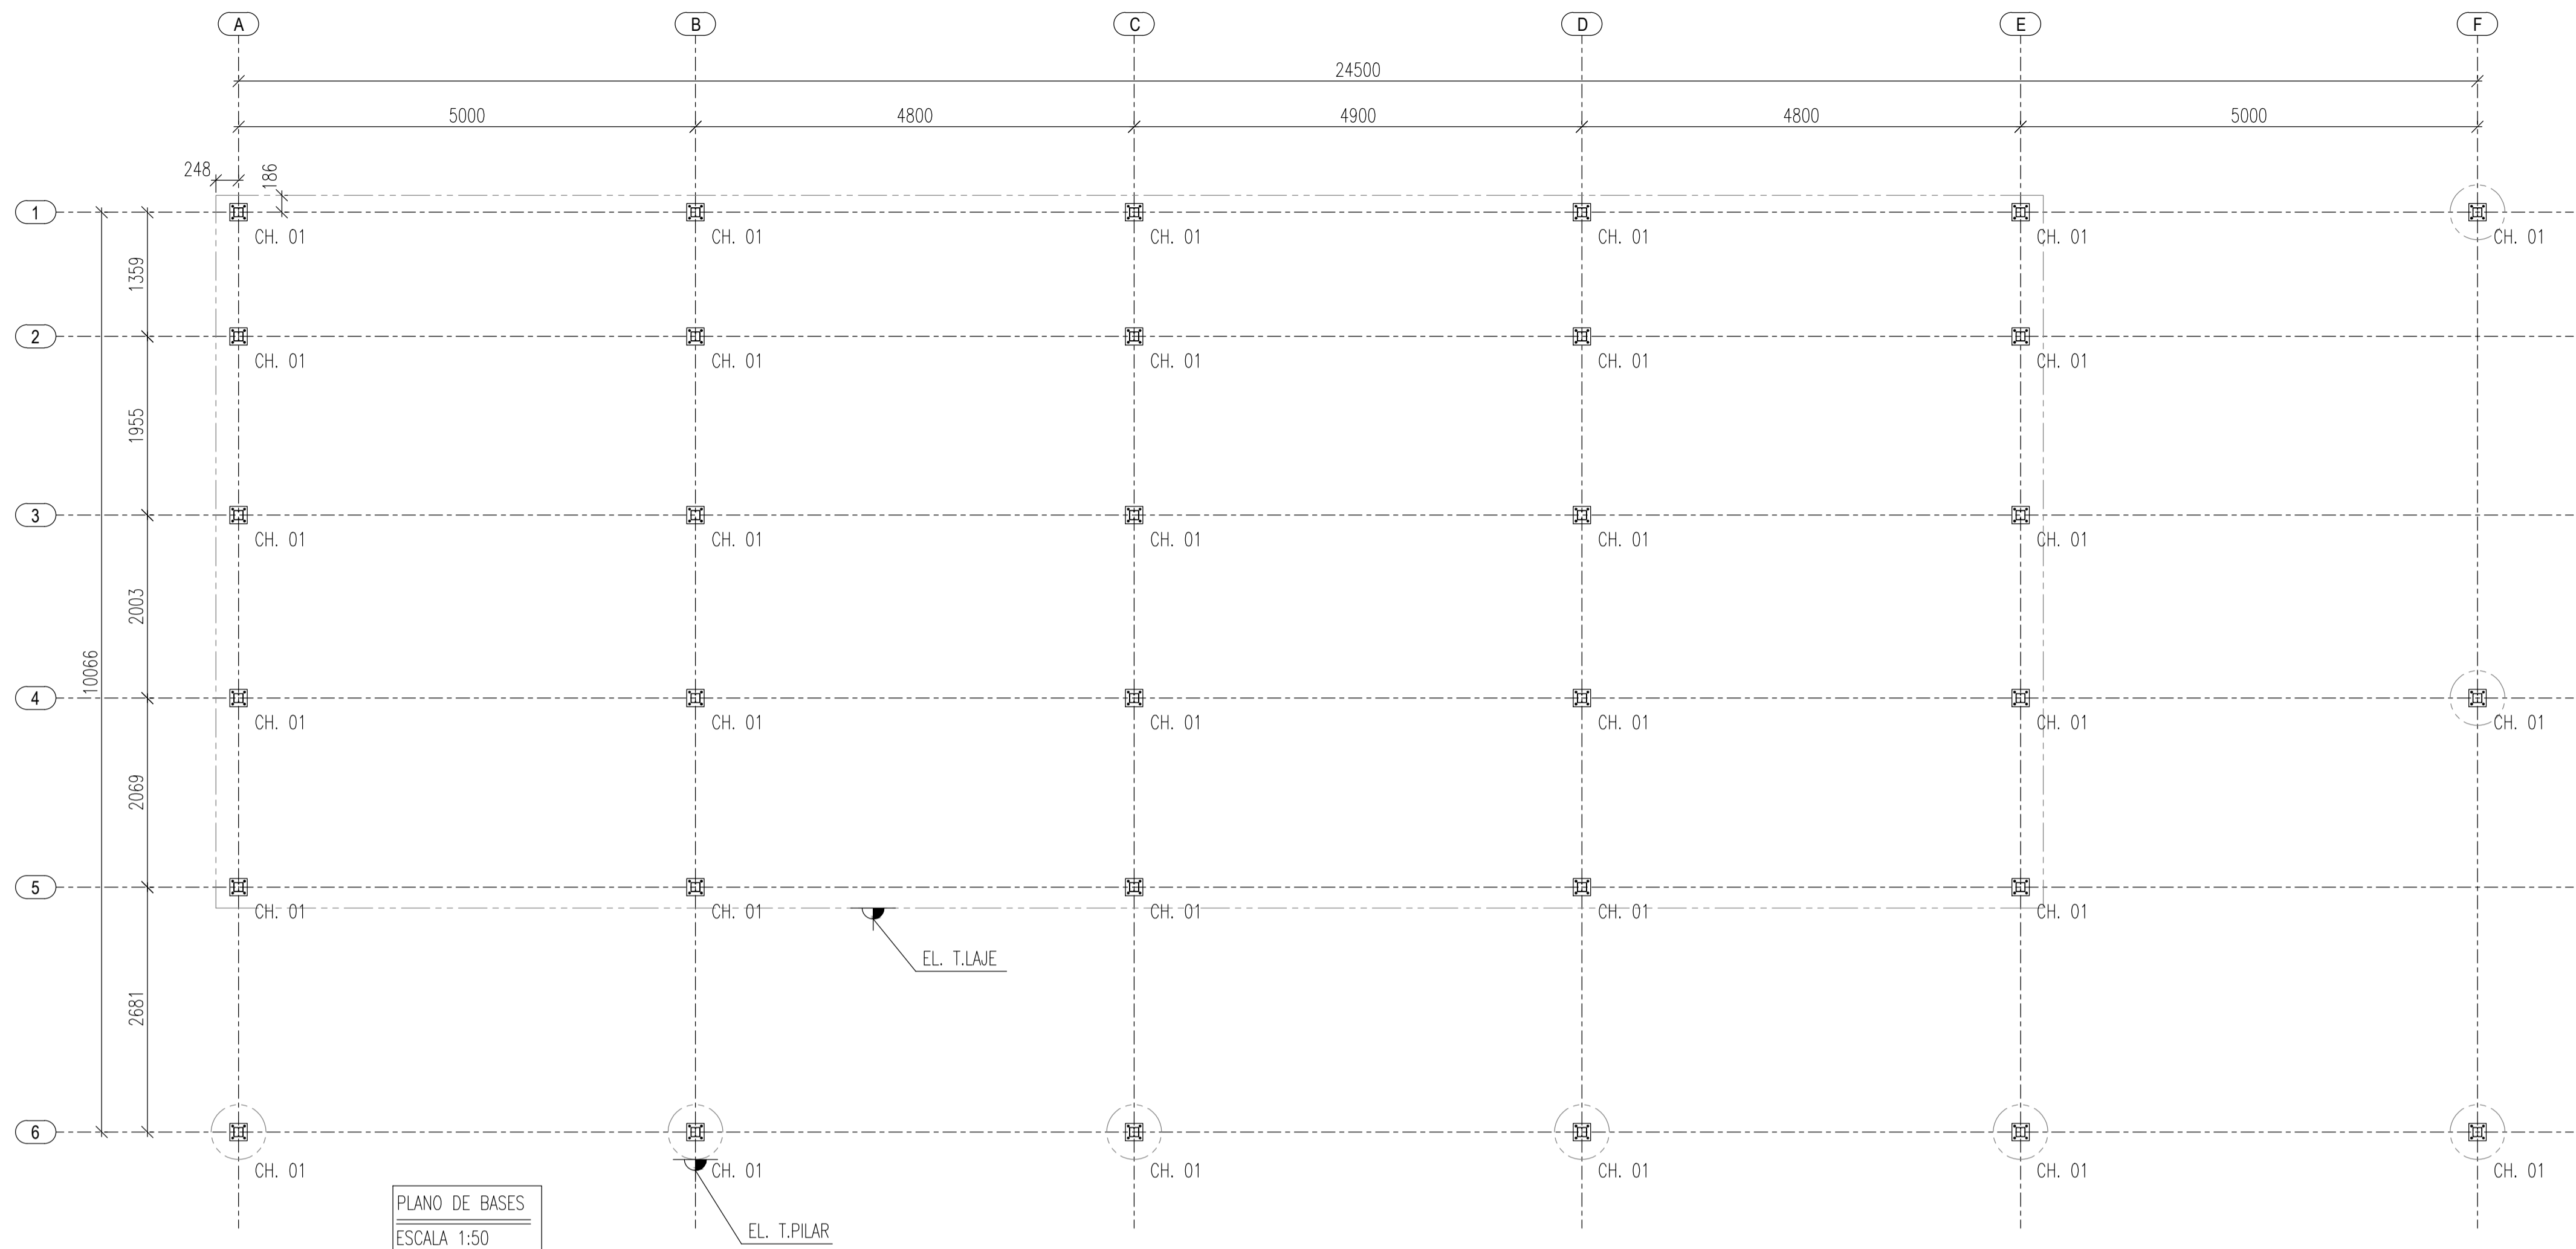 A B C D E F
24500
5000 4800 4900 4800 5000
248 186
1
CH. 01 CH. 01 CH. 01 CH. 01 CH. 01 CH. 01
1359
2
CH. 01 CH. 01 CH. 01 CH. 01 CH. 01
1955
3
CH. 01 CH. 01 CH. 01 CH. 01 CH. 01
2003
10066
4
CH. 01 CH. 01 CH. 01 CH. 01 CH. 01 CH. 01
2069
5
CH. 01 CH. 01 CH. 01 CH. 01 CH. 01
EL. T.LAJE
2681
6
CH. 01 CH. 01 CH. 01 CH. 01 CH. 01 CH. 01
PLANO DE BASES
EL. T.PILAR
ESCALA 1:50